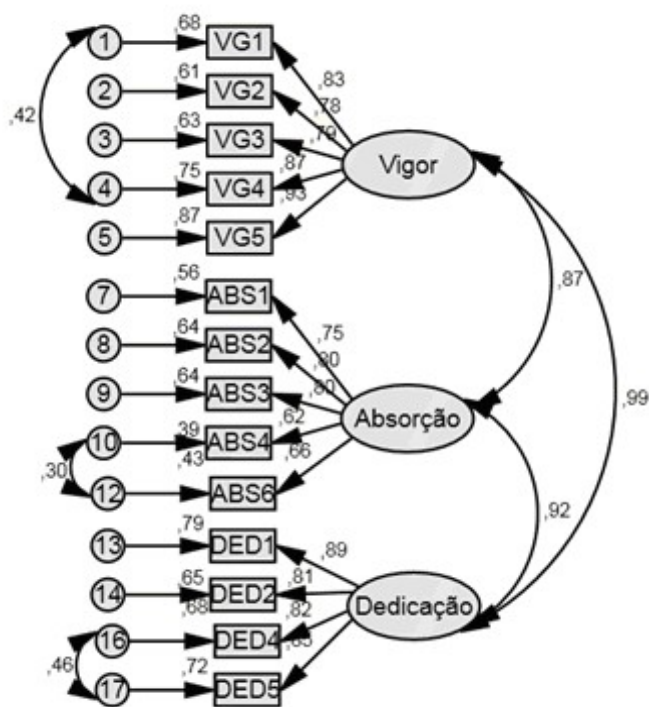 1 ,68 VG1
,83
2 ,61 VG2
,78
3 ,63 VG3
,79
Vigor
,42
4 ,75 VG4
,87
5 ,87 VG5
,93
,87
7 ,56 ABS1
,75
8 ,64 ABS2
,80
9 ,64 ABS3
,80
Absorção
,99
10 ,39 ABS4
,62
,30
12 ,43 ABS6
,66
,92
13 ,79 DED1
,89
14 ,65 DED2
,81
Dedicação
16 ,68 DED4
,82
,46
17 ,72 DED5